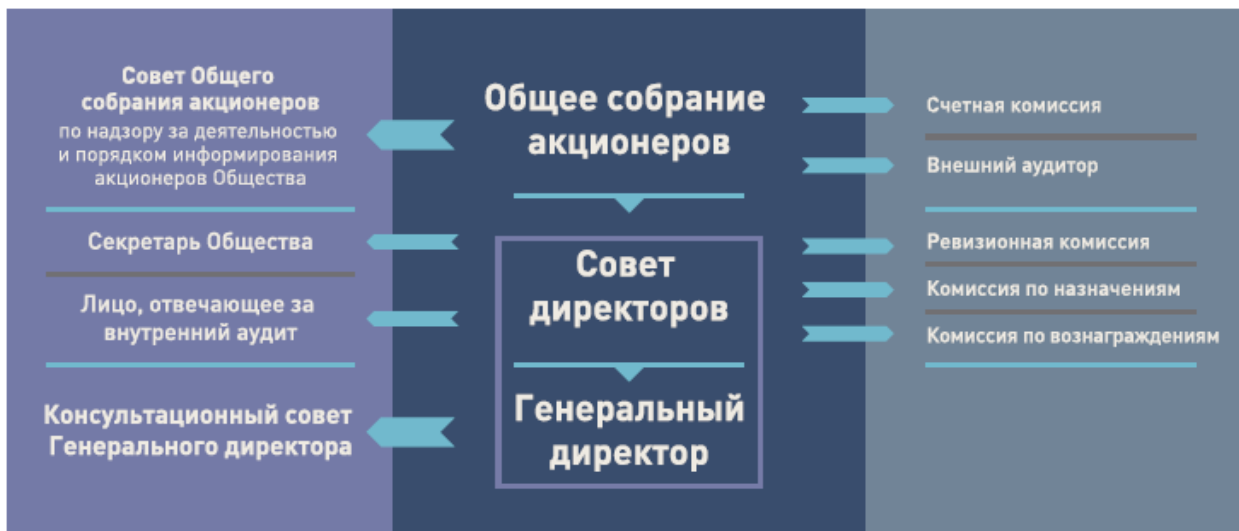 Совет Общего
собрания акционеров
по надзору за деятельностью
и порядком информирования
акционеров Общества
Секретарь Общества
Лицо, отвечающее за
внутренний аудит
Консультационный совет
Генерального директора
Общее собрание
акционеров
Совет
директоров
Генеральный
директор
Счетная комиссия
Внешний аудитор
Ревизионная комиссия
Комиссия по назначениям
Комиссия по вознаграждениям